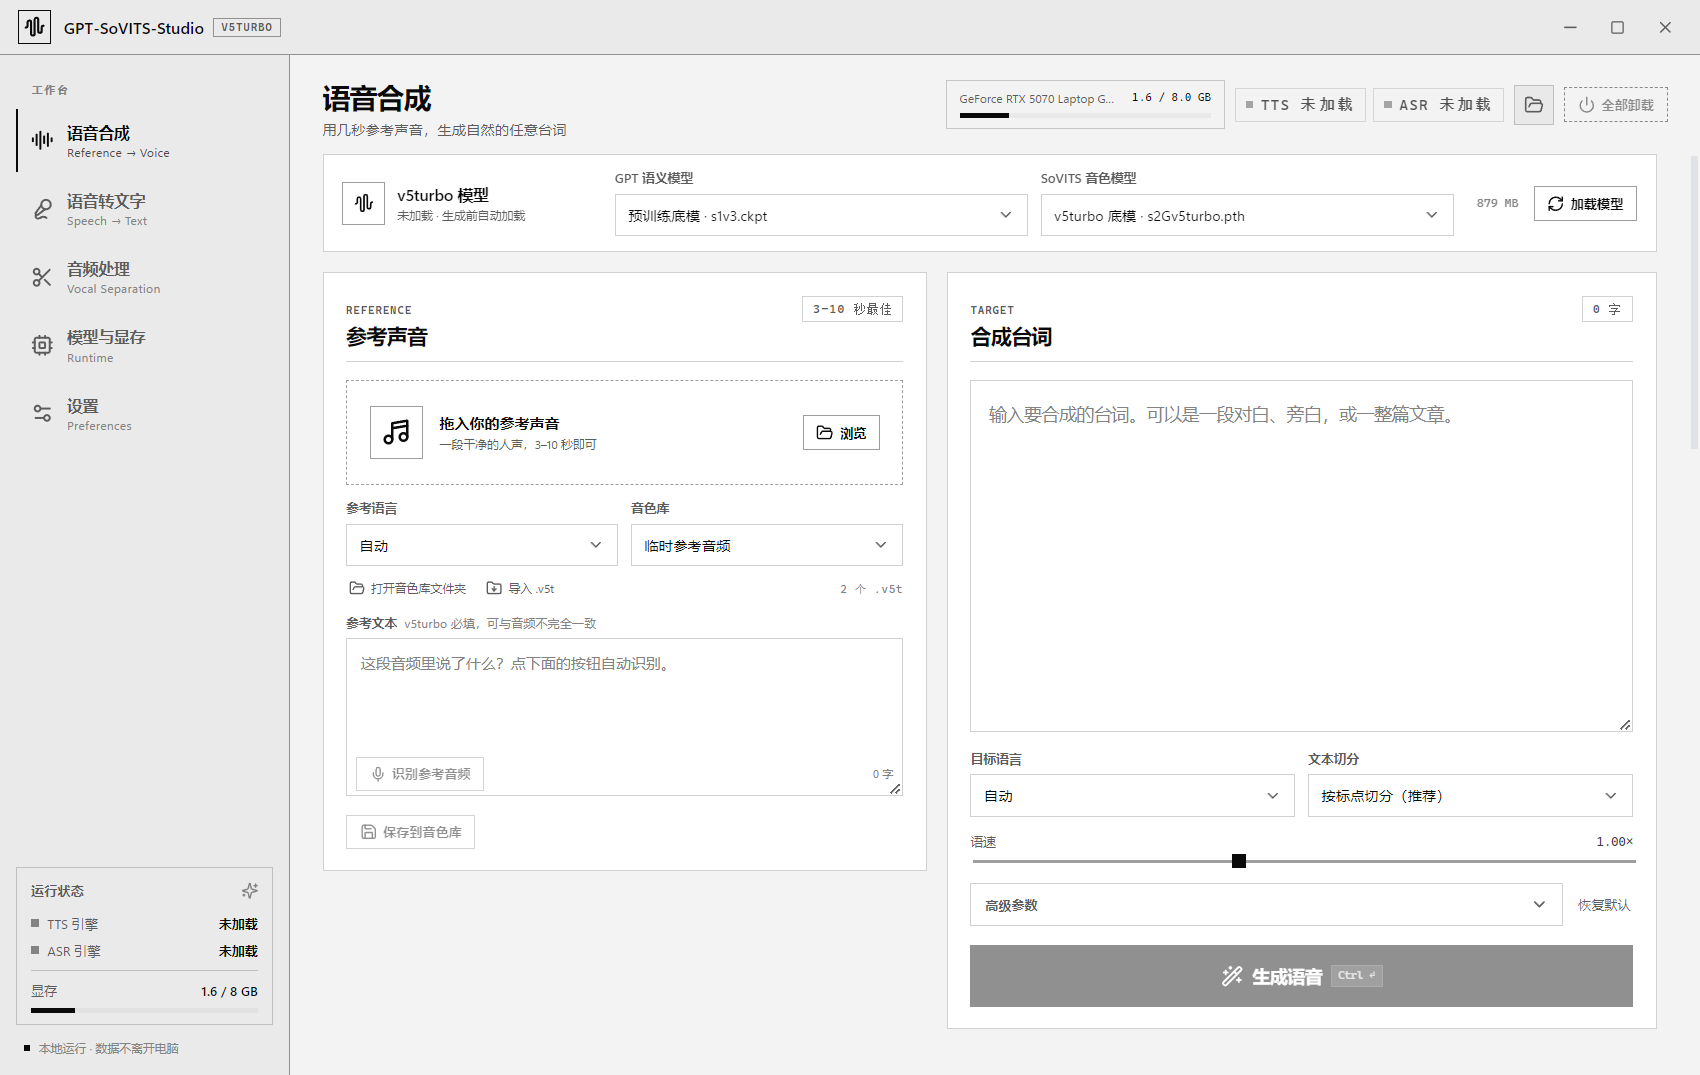 GPT-SoVITS-Studio V5TURBO
工作台
语音合成
Reference → Voice
语音转文字
Speech → Text
音频处理
Vocal Separation
模型与显存
Runtime
设置
Preferences
运行状态
TTS 引擎 未加载
ASR 引擎 未加载
显存 1.6 / 8 GB
本地运行 · 数据不离开电脑
语音合成
用几秒参考声音，生成自然的任意台词
GeForce RTX 5070 Laptop G... 1.6 / 8.0 GB
TTS 未加载
ASR 未加载
全部卸载
v5turbo 模型
未加载 · 生成前自动加载
GPT 语义模型
预训练底模 · s1v3.ckpt
SoVITS 音色模型
v5turbo 底模 · s2Gv5turbo.pth
879 MB
加载模型
REFERENCE
参考声音
3–10 秒最佳
拖入你的参考声音
一段干净的人声，3–10 秒即可
浏览
参考语言
自动
音色库
临时参考音频
打开音色库文件夹
导入 .v5t
2 个 .v5t
参考文本 v5turbo 必填，可与音频不完全一致
这段音频里说了什么？点下面的按钮自动识别。
识别参考音频
0 字
保存到音色库
TARGET
合成台词
0 字
输入要合成的台词。可以是一段对白、旁白，或一整篇文章。
目标语言
自动
文本切分
按标点切分（推荐）
语速 1.00×
高级参数
恢复默认
生成语音 Ctrl ⏎